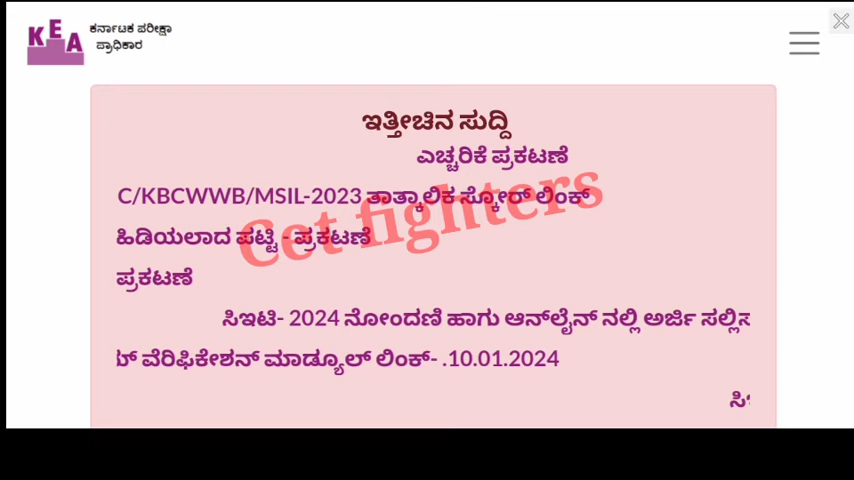 KEA
ಕರ್ನಾಟಕ ಪರೀಕ್ಷಾ
ಪ್ರಾಧಿಕಾರ
ಇತ್ತೀಚಿನ ಸುದ್ದಿ
ಎಚ್ಚರಿಕೆ ಪ್ರಕಟಣೆ
C/KBCWWB/MSIL-2023 ತಾತ್ಕಾಲಿಕ ಸ್ಕೋರ್ ಲಿಂಕ್
ಹಿಡಿಯಲಾದ ಪಟ್ಟಿ - ಪ್ರಕಟಣೆ
Cet fighters
ಪ್ರಕಟಣೆ
ಸಿಇಟಿ- 2024 ನೋಂದಣಿ ಹಾಗು ಆನ್‌ಲೈನ್ ನಲ್ಲಿ ಅರ್ಜಿ
ವೆರಿಫಿಕೇಶನ್ ಮಾಡ್ಯೂಲ್ ಲಿಂಕ್- .10.01.2024